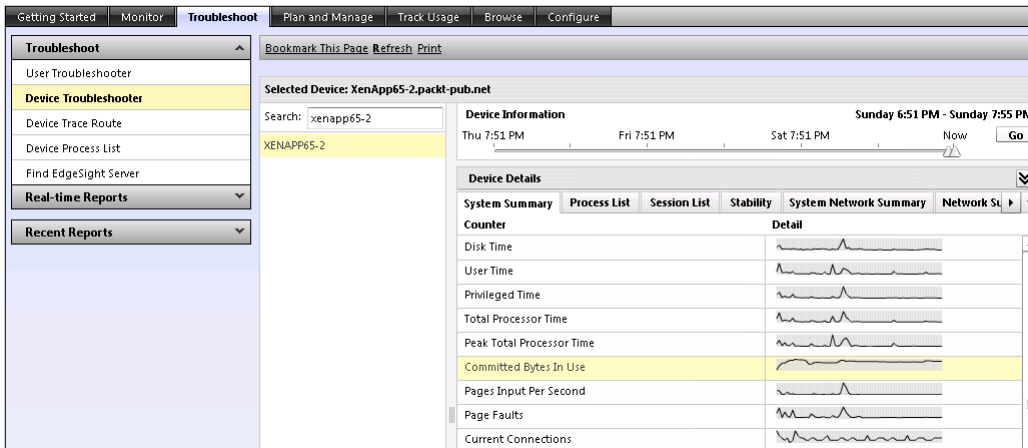 Getting Started Monitor Troubleshoot Plan and Manage Track Usage Browse Configure
Troubleshoot
User Troubleshooter
Device Troubleshooter
Device Trace Route
Device Process List
Find EdgeSight Server
Real-time Reports
Recent Reports
Bookmark This Page Refresh Print
Selected Device: XenApp65-2.packt-pub.net
Search: xenapp65-2
XENAPP65-2
Device Information Sunday 6:51 PM - Sunday 7:55 PM
Thu 7:51 PM Fri 7:51 PM Sat 7:51 PM Now Go
Device Details
System Summary Process List Session List Stability System Network Summary Network Su
Counter Detail
Disk Time
User Time
Privileged Time
Total Processor Time
Peak Total Processor Time
Committed Bytes In Use
Pages Input Per Second
Page Faults
Current Connections